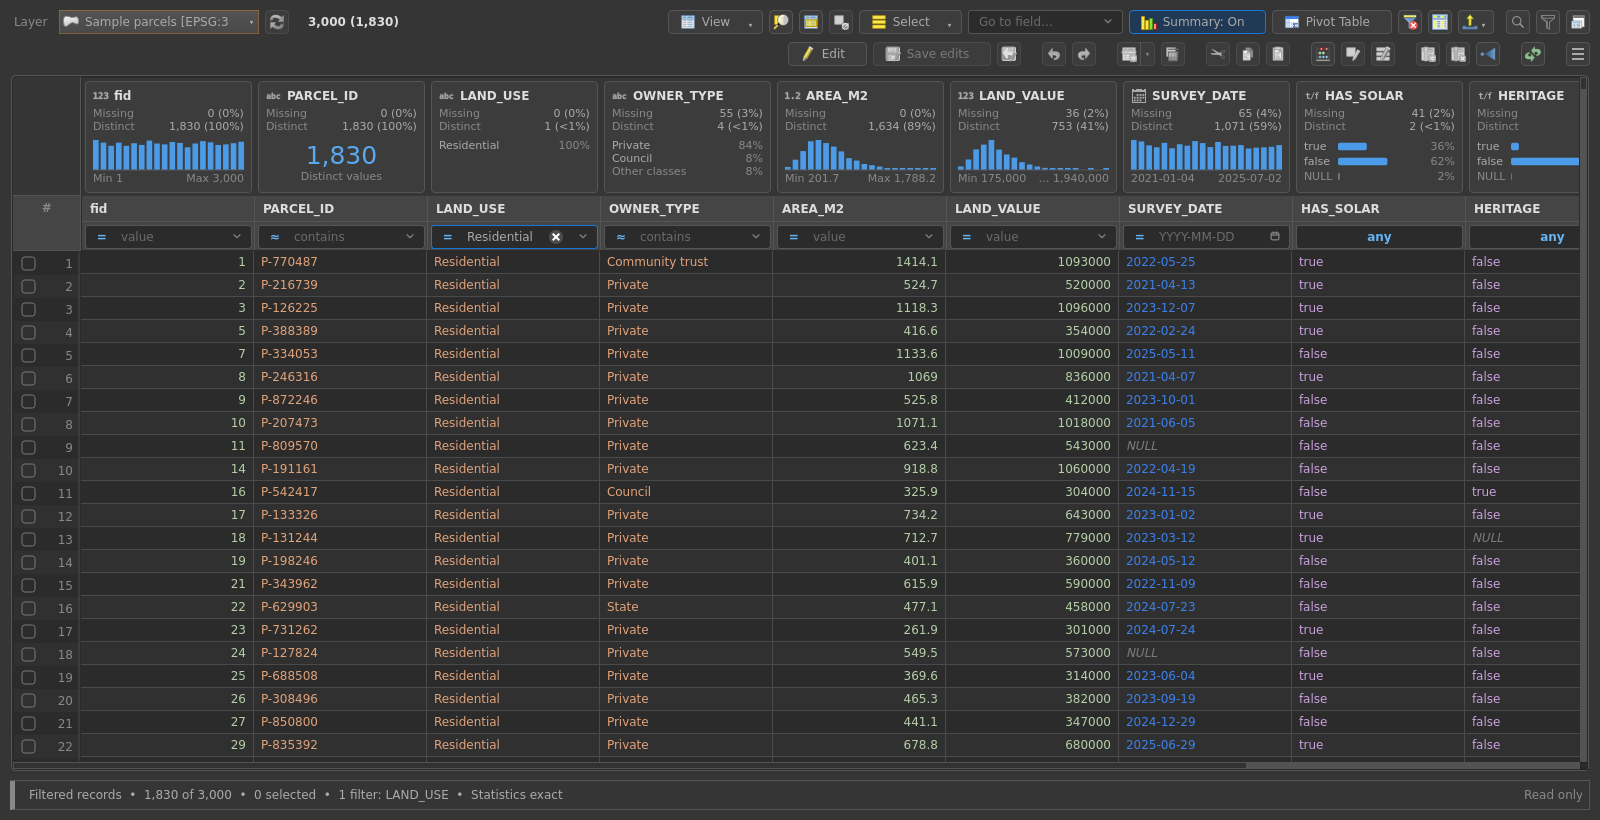 Layer Sample parcels [EPSG:3 3,000 (1,830) View Select Go to field... Summary: On Pivot Table
Edit Save edits
123 fid abc PARCEL_ID abc LAND_USE abc OWNER_TYPE 1.2 AREA_M2 123 LAND_VALUE SURVEY_DATE t/f HAS_SOLAR t/f HERITAGE
Missing 0 (0%) Missing 0 (0%) Missing 0 (0%) Missing 55 (3%) Missing 0 (0%) Missing 36 (2%) Missing 65 (4%) Missing 41 (2%) Missing
Distinct 1,830 (100%) Distinct 1,830 (100%) Distinct 1 (<1%) Distinct 4 (<1%) Distinct 1,634 (89%) Distinct 753 (41%) Distinct 1,071 (59%) Distinct 2 (<1%) Distinct
1,830 Residential 100% Private 84% true 36% true
Council 8% false 62% false
Distinct values Other classes 8% NULL 2% NULL
Min 1 Max 3,000 Min 201.7 Max 1,788.2 Min 175,000 ... 1,940,000 2021-01-04 2025-07-02
# fid PARCEL_ID LAND_USE OWNER_TYPE AREA_M2 LAND_VALUE SURVEY_DATE HAS_SOLAR HERITAGE
= value ≈ contains = Residential ≈ contains = value = value = YYYY-MM-DD any any
1 1 P-770487 Residential Community trust 1414.1 1093000 2022-05-25 true false
2 2 P-216739 Residential Private 524.7 520000 2021-04-13 true false
3 3 P-126225 Residential Private 1118.3 1096000 2023-12-07 true false
4 5 P-388389 Residential Private 416.6 354000 2022-02-24 true false
5 7 P-334053 Residential Private 1133.6 1009000 2025-05-11 false false
6 8 P-246316 Residential Private 1069 836000 2021-04-07 true false
7 9 P-872246 Residential Private 525.8 412000 2023-10-01 true false
8 10 P-207473 Residential Private 1071.1 1018000 2021-06-05 false false
9 11 P-809570 Residential Private 623.4 543000 NULL false false
10 14 P-191161 Residential Private 918.8 1060000 2022-04-19 false false
11 16 P-542417 Residential Council 325.9 304000 2024-11-15 false true
12 17 P-133326 Residential Private 734.2 643000 2023-01-02 true false
13 18 P-131244 Residential Private 712.7 779000 2023-03-12 true NULL
14 19 P-198246 Residential Private 401.1 360000 2024-05-12 false false
15 21 P-343962 Residential Private 615.9 590000 2022-11-09 false false
16 22 P-629903 Residential State 477.1 458000 2024-07-23 false false
17 23 P-731262 Residential Private 261.9 301000 2024-07-24 true false
18 24 P-127824 Residential Private 549.5 573000 NULL false false
19 25 P-688508 Residential Private 369.6 314000 2023-06-04 true false
20 26 P-308496 Residential Private 465.3 382000 2023-09-19 false false
21 27 P-850800 Residential Private 441.1 347000 2024-12-29 false false
22 29 P-835392 Residential Private 678.8 680000 2025-06-29 true false
Filtered records • 1,830 of 3,000 • 0 selected • 1 filter: LAND_USE • Statistics exact Read only